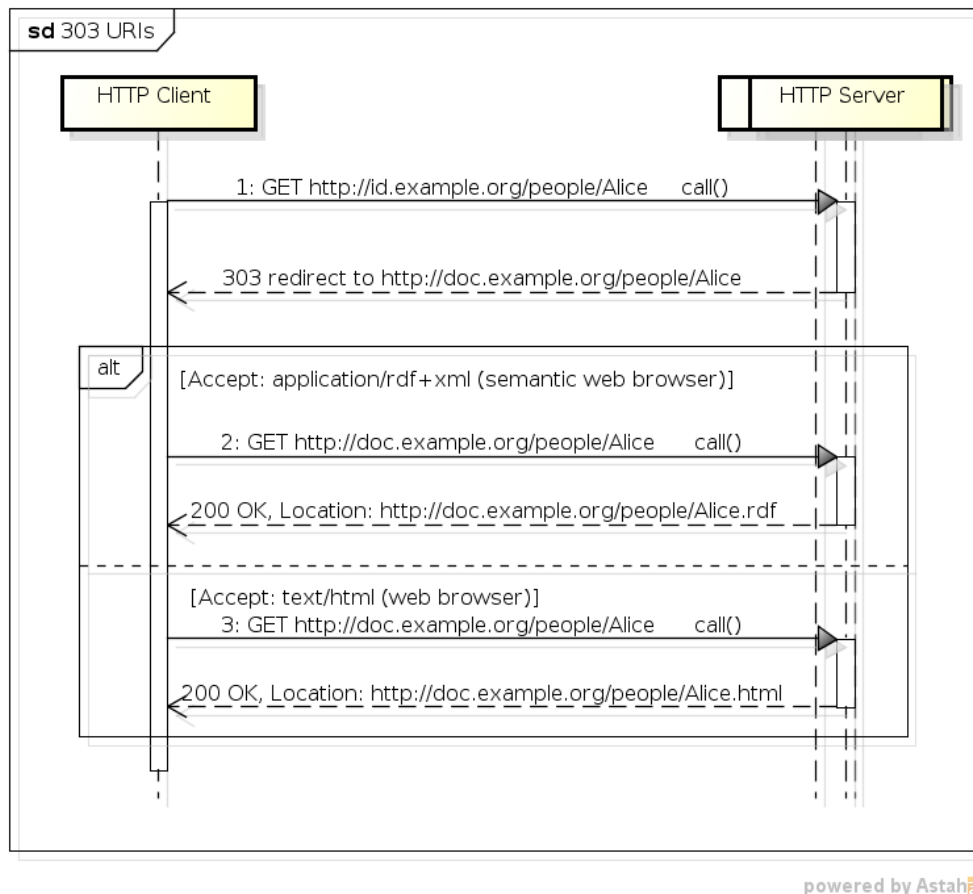 sd 303 URIs
HTTP Client
HTTP Server
1: GET http://id.example.org/people/Alice call()
303 redirect to http://doc.example.org/people/Alice
alt
[Accept: application/rdf+xml (semantic web browser)]
2: GET http://doc.example.org/people/Alice call()
200 OK, Location: http://doc.example.org/people/Alice.rdf
[Accept: text/html (web browser)]
3: GET http://doc.example.org/people/Alice call()
200 OK, Location: http://doc.example.org/people/Alice.html
powered by Astah